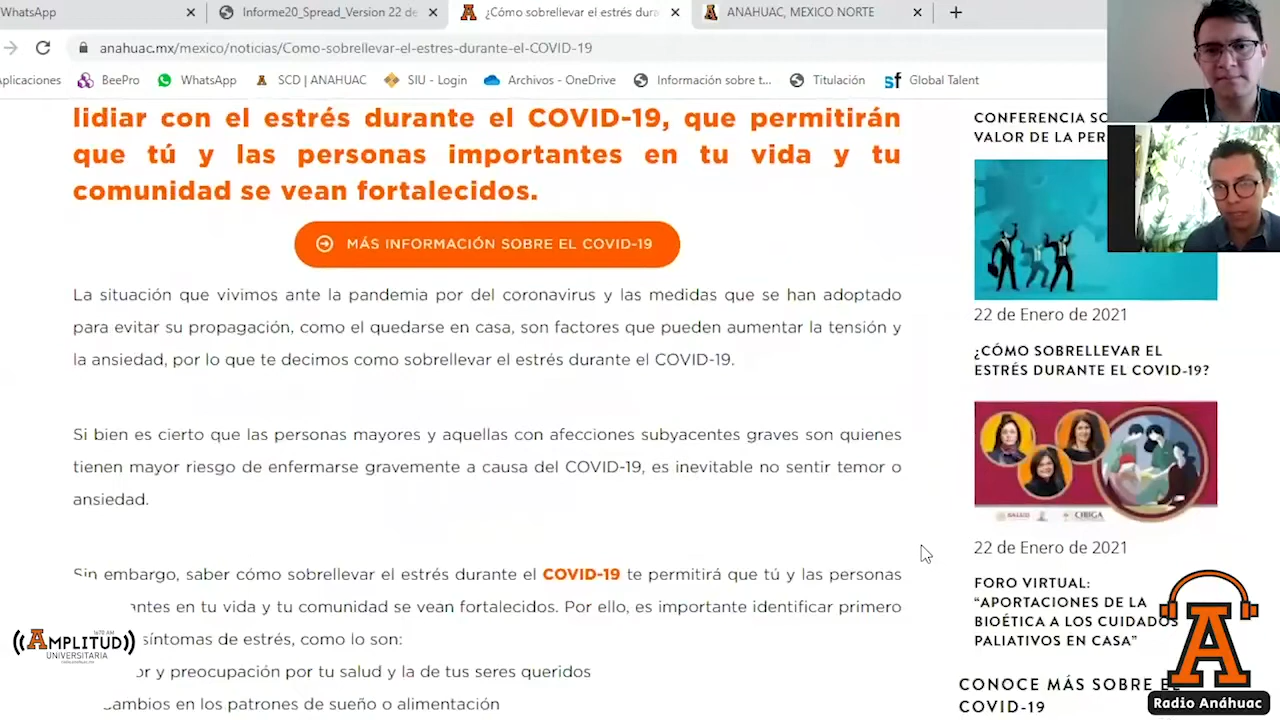 WhatsApp
Informe20_Spread_Version 22 de
¿Cómo sobrellevar el estrés dura
ANAHUAC, MEXICO NORTE
anahuac.mx/mexico/noticias/Como-sobrellevar-el-estres-durante-el-COVID-19
plicaciones
BeePro
WhatsApp
SCD | ANAHUAC
SIU - Login
Archivos - OneDrive
Información sobre t...
Titulación
sf Global Talent
lidiar con el estrés durante el COVID-19, que permitirán
que tú y las personas importantes en tu vida y tu
comunidad se vean fortalecidos.
MÁS INFORMACIÓN SOBRE EL COVID-19
La situación que vivimos ante la pandemia por del coronavirus y las medidas que se han adoptado
para evitar su propagación, como el quedarse en casa, son factores que pueden aumentar la tensión y
la ansiedad, por lo que te decimos como sobrellevar el estrés durante el COVID-19.
Si bien es cierto que las personas mayores y aquellas con afecciones subyacentes graves son quienes
tienen mayor riesgo de enfermarse gravemente a causa del COVID-19, es inevitable no sentir temor o
ansiedad.
Sin embargo, saber cómo sobrellevar el estrés durante el COVID-19 te permitirá que tú y las personas
antes en tu vida y tu comunidad se vean fortalecidos. Por ello, es importante identificar primero
síntomas de estrés, como lo son:
or y preocupación por tu salud y la de tus seres queridos
cambios en los patrones de sueño o alimentación
CONFERENCIA SO
VALOR DE LA PER
22 de Enero de 2021
¿CÓMO SOBRELLEVAR EL
ESTRÉS DURANTE EL COVID-19?
SALUD
CIBIGA
22 de Enero de 2021
FORO VIRTUAL:
"APORTACIONES DE LA
BIOÉTICA A LOS CUIDADOS
PALIATIVOS EN CASA"
CONOCE MÁS SOBRE EL
COVID-19
1670 AM
AMPLITUD
UNIVERSITARIA
A
Radio Anáhuac